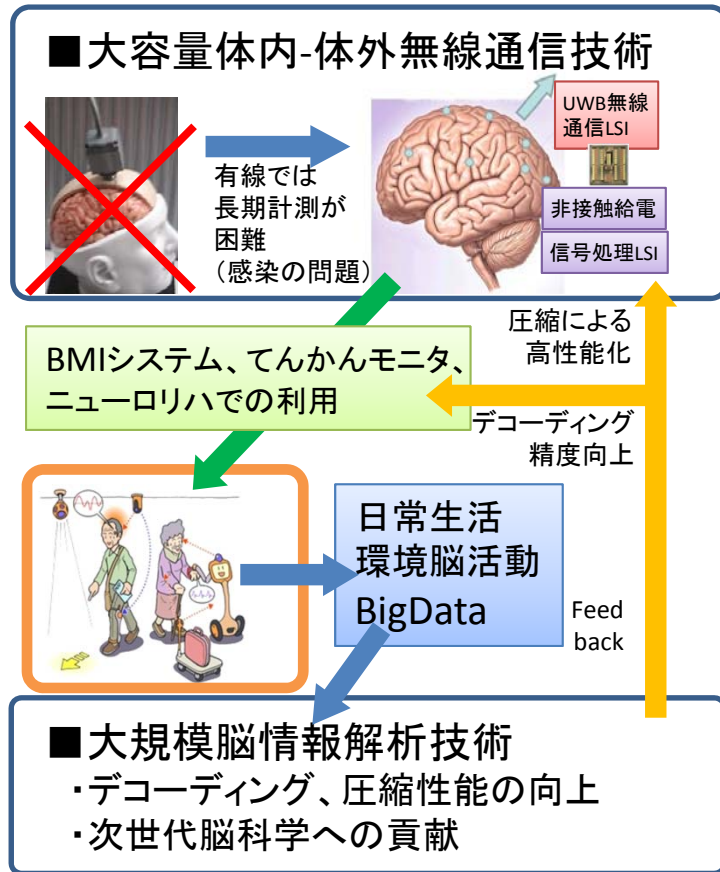 ■大容量体内-体外無線通信技術
UWB無線
通信LSI
有線では
長期計測が
困難
(感染の問題)
非接触給電
信号処理LSI
圧縮による
高性能化
BMIシステム、てんかんモニタ、
ニューロリハでの利用
デコーディング
精度向上
日常生活
環境脳活動
BigData
Feed
back
■大規模脳情報解析技術
・デコーディング、圧縮性能の向上
・次世代脳科学への貢献